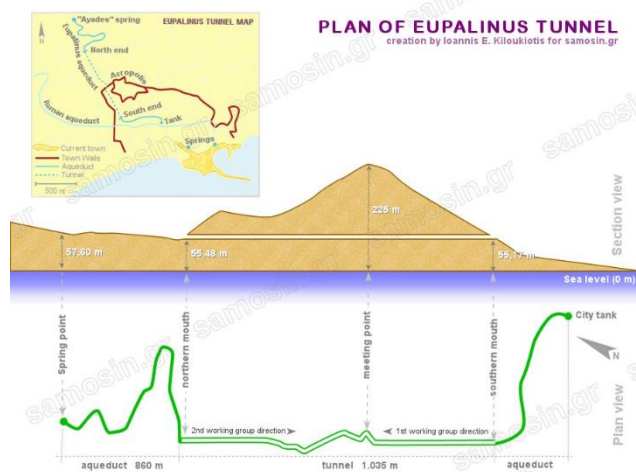 EUPALINUS TUNNEL MAP
"Ayades" spring
N
North end
Eupalinus aqueduct
Acropolis
South end
Roman aqueduct
Tank
Springs
Current town
Town Walls
Aqueduct
Tunnel
500 m
PLAN OF EUPALINUS TUNNEL
creation by Ioannis E. Kiloukiotis for samosin.gr
225 m
57,60 m
55,48 m
55,17 m
Sea level (0 m)
Section view
Spring point
northern mouth
meeting point
southern mouth
City tank
N
Plan view
2nd working group direction
1st working group direction
aqueduct 860 m
tunnel 1.035 m
aqueduct
samosin.gr